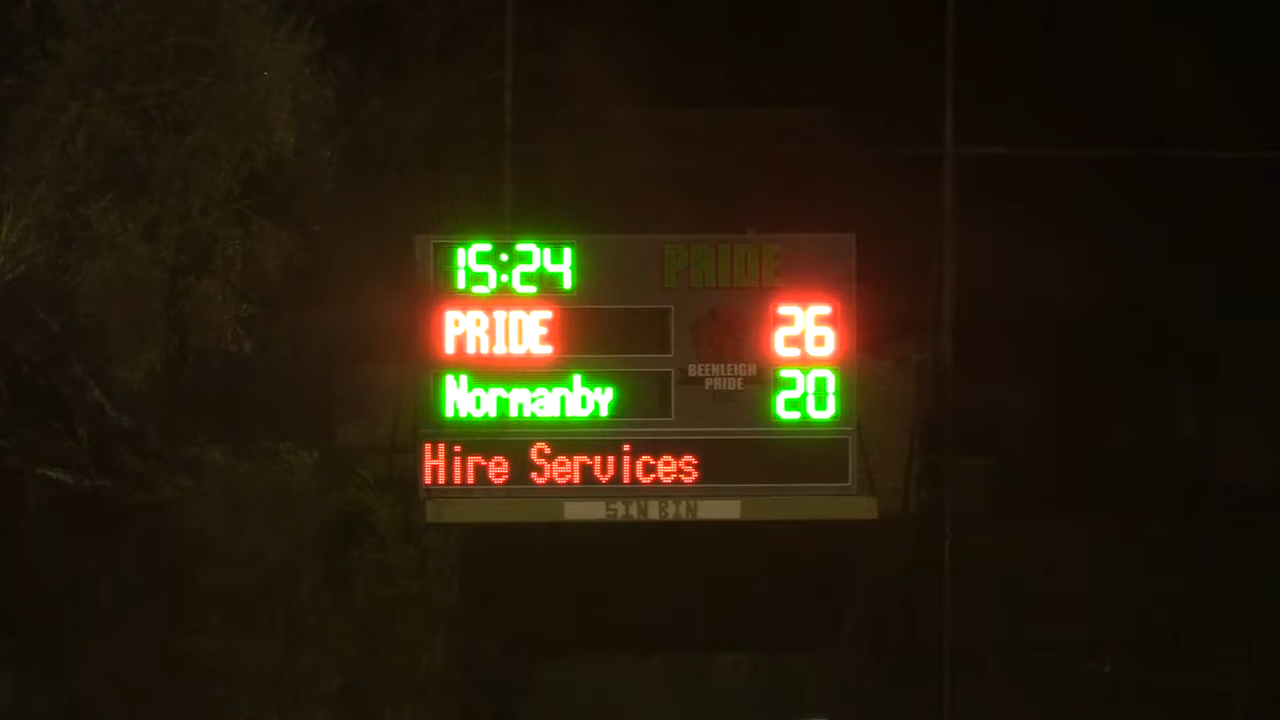 15:24
PRIDE
PRIDE 26
BEENLEIGH
PRIDE
Normanby 20
Hire Services
SIN BIN